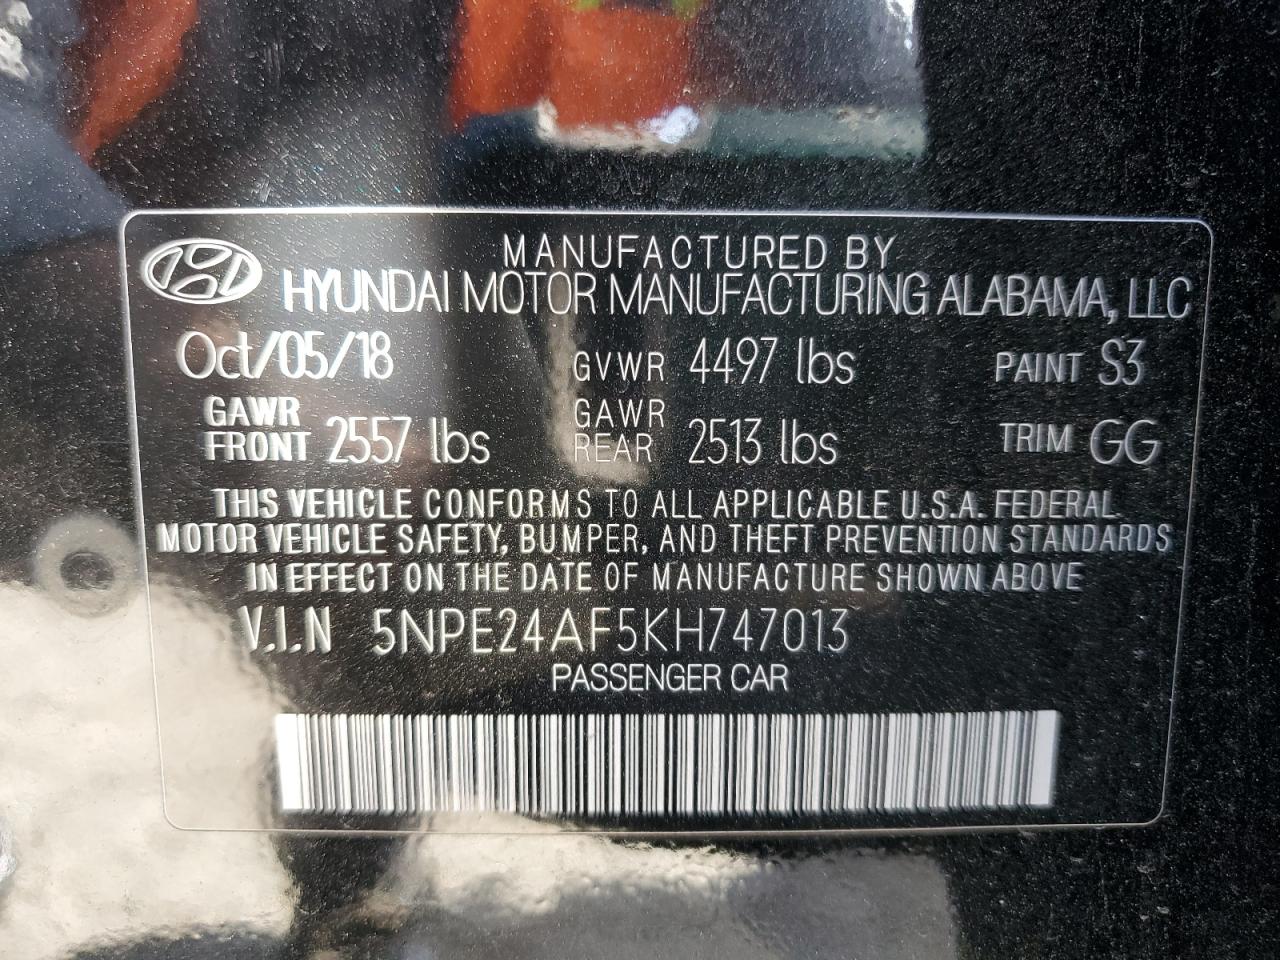 MANUFACTURED BY
HYUNDAI MOTOR MANUFACTURING ALABAMA, LLC
Oct/05/18 GVWR 4497 lbs PAINT S3
GAWR FRONT 2557 lbs GAWR REAR 2513 lbs TRIM GG
THIS VEHICLE CONFORMS TO ALL APPLICABLE U.S.A. FEDERAL
MOTOR VEHICLE SAFETY, BUMPER, AND THEFT PREVENTION STANDARDS
IN EFFECT ON THE DATE OF MANUFACTURE SHOWN ABOVE
V.I.N 5NPE24AF5KH747013
PASSENGER CAR